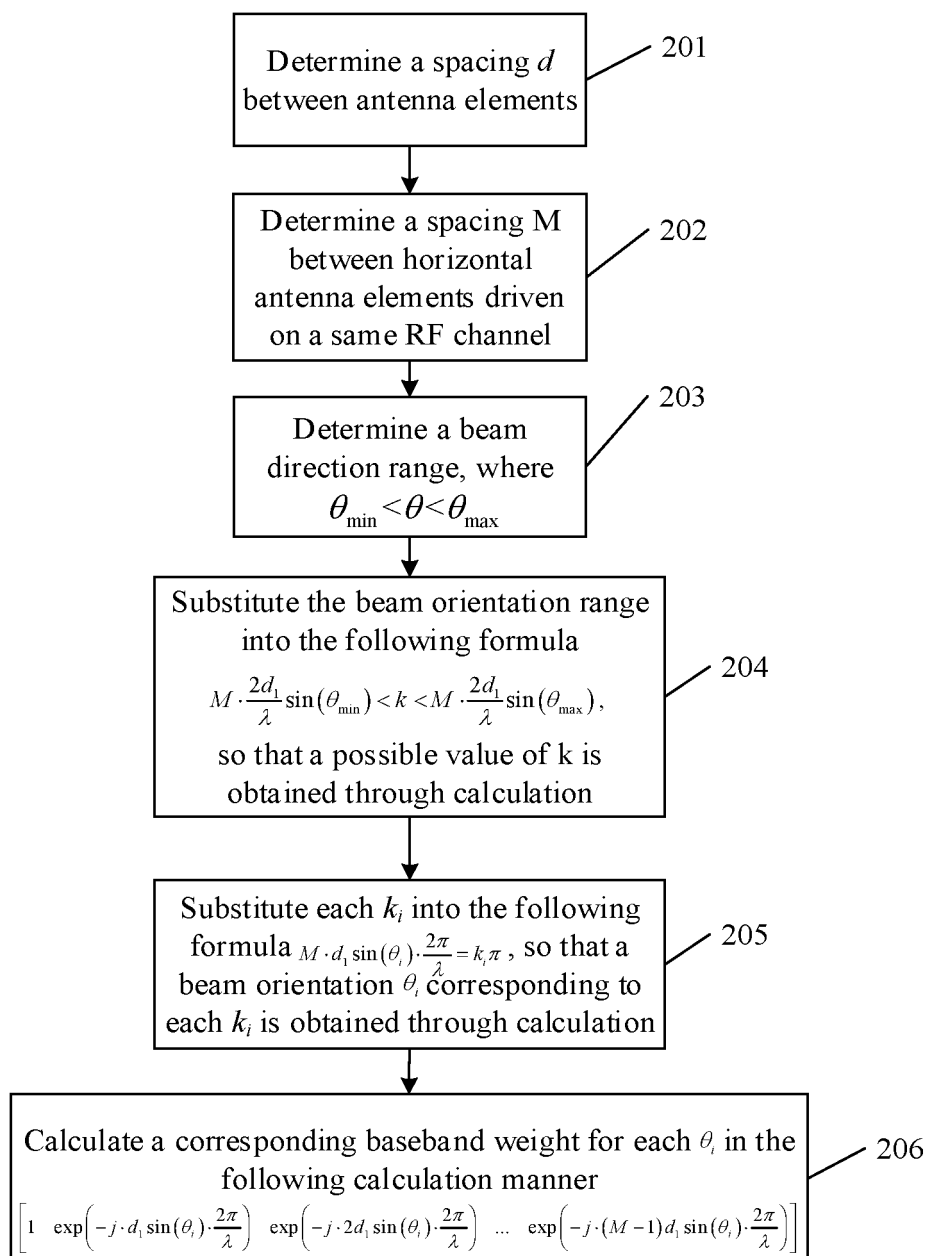 Determine a spacing d
between antenna elements
201
Determine a spacing M
between horizontal
antenna elements driven
on a same RF channel
202
Determine a beam
direction range, where
θ_min < θ < θ_max
203
Substitute the beam orientation range
into the following formula
M · 2d₁/λ sin(θ_min) < k < M · 2d₁/λ sin(θ_max),
so that a possible value of k is
obtained through calculation
204
Substitute each kᵢ into the following
formula M · d₁ sin(θᵢ) · 2π/λ = kᵢπ, so that a
beam orientation θᵢ corresponding to
each kᵢ is obtained through calculation
205
Calculate a corresponding baseband weight for each θᵢ in the
following calculation manner
[1 exp(−j · d₁ sin(θᵢ) · 2π/λ) exp(−j · 2d₁ sin(θᵢ) · 2π/λ) ... exp(−j · (M−1)d₁ sin(θᵢ) · 2π/λ)]
206